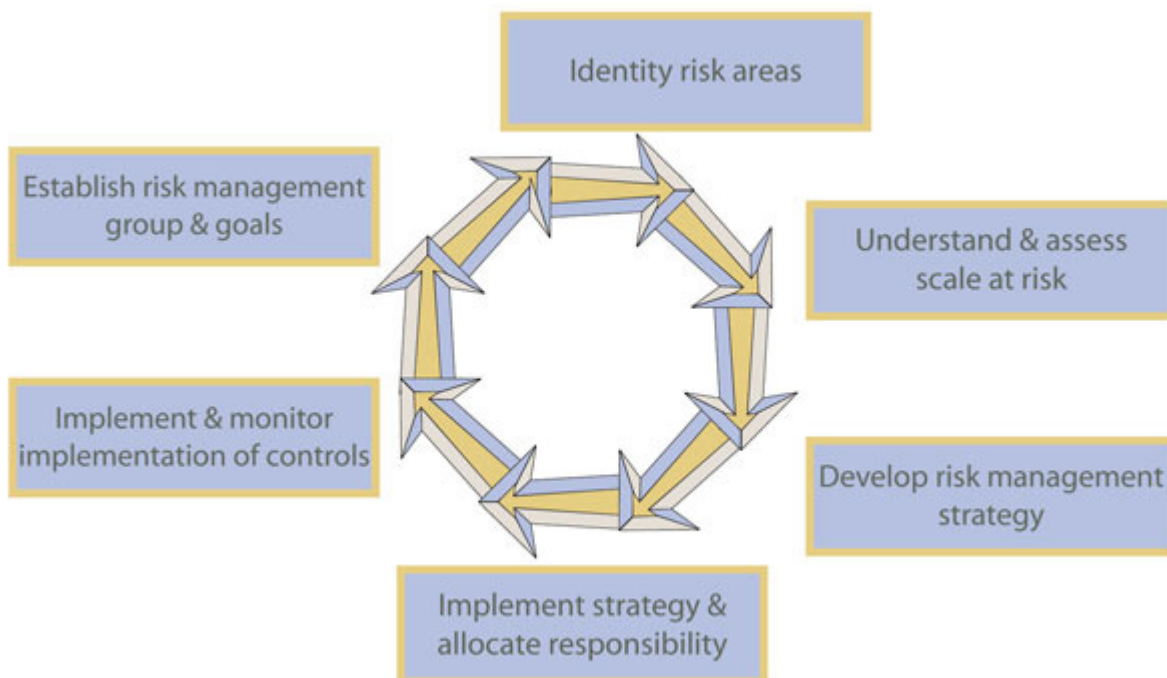 Identity risk areas
Establish risk management
group & goals
Understand & assess
scale at risk
Implement & monitor
implementation of controls
Develop risk management
strategy
Implement strategy &
allocate responsibility